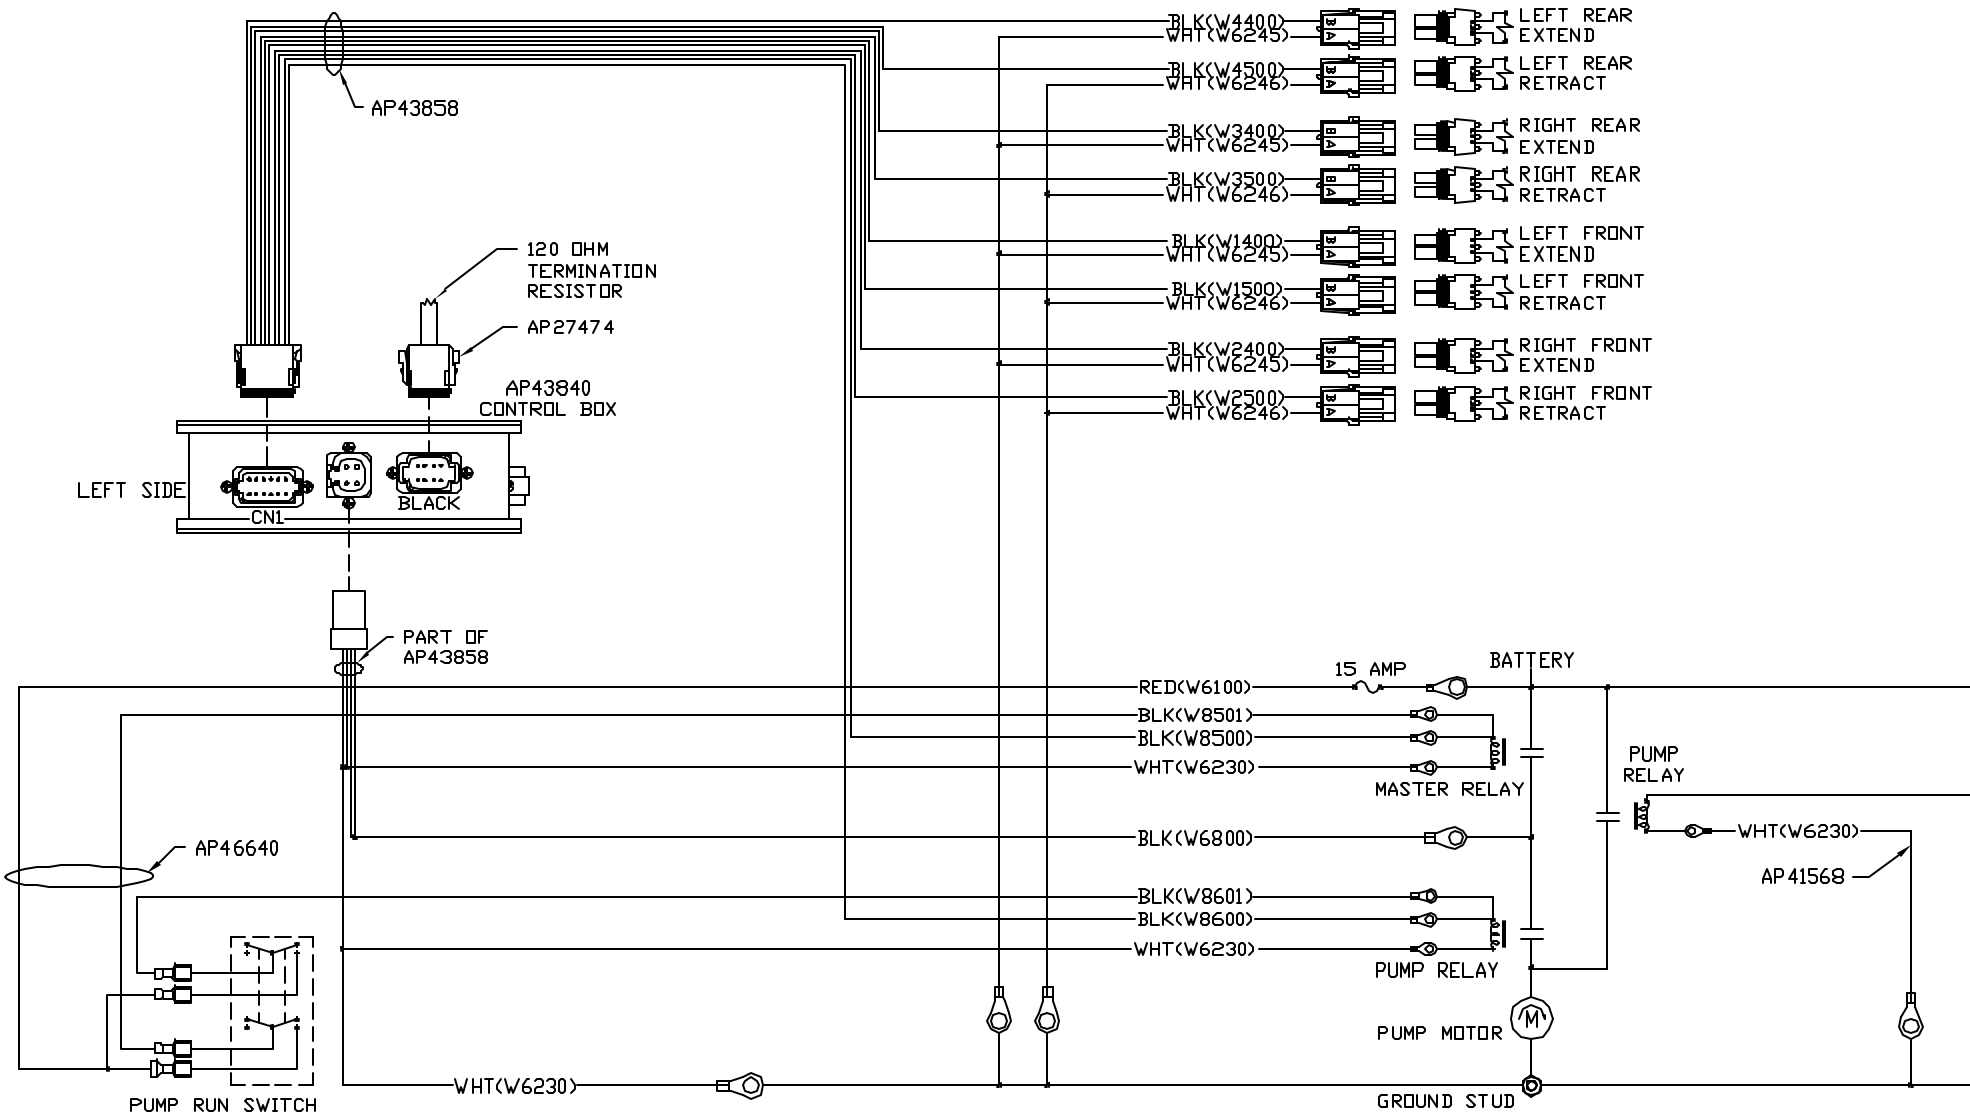 BLK(W4400)
WHT(W6245)
B
A
LEFT REAR
EXTEND
BLK(W4500)
WHT(W6246)
B
A
LEFT REAR
RETRACT
AP43858
BLK(W3400)
WHT(W6245)
B
A
RIGHT REAR
EXTEND
BLK(W3500)
WHT(W6246)
B
A
RIGHT REAR
RETRACT
BLK(W1400)
WHT(W6245)
B
A
LEFT FRONT
EXTEND
BLK(W1500)
WHT(W6246)
B
A
LEFT FRONT
RETRACT
BLK(W2400)
WHT(W6245)
B
A
RIGHT FRONT
EXTEND
BLK(W2500)
WHT(W6246)
B
A
RIGHT FRONT
RETRACT
120 OHM
TERMINATION
RESISTOR
AP27474
AP43840
CONTROL BOX
LEFT SIDE
CN1
BLACK
PART OF
AP43858
RED(W6100)
15 AMP
BATTERY
BLK(W8501)
BLK(W8500)
WHT(W6230)
MASTER RELAY
PUMP
RELAY
WHT(W6230)
AP41568
BLK(W6800)
AP46640
BLK(W8601)
BLK(W8600)
WHT(W6230)
PUMP RELAY
M
PUMP MOTOR
WHT(W6230)
PUMP RUN SWITCH
GROUND STUD